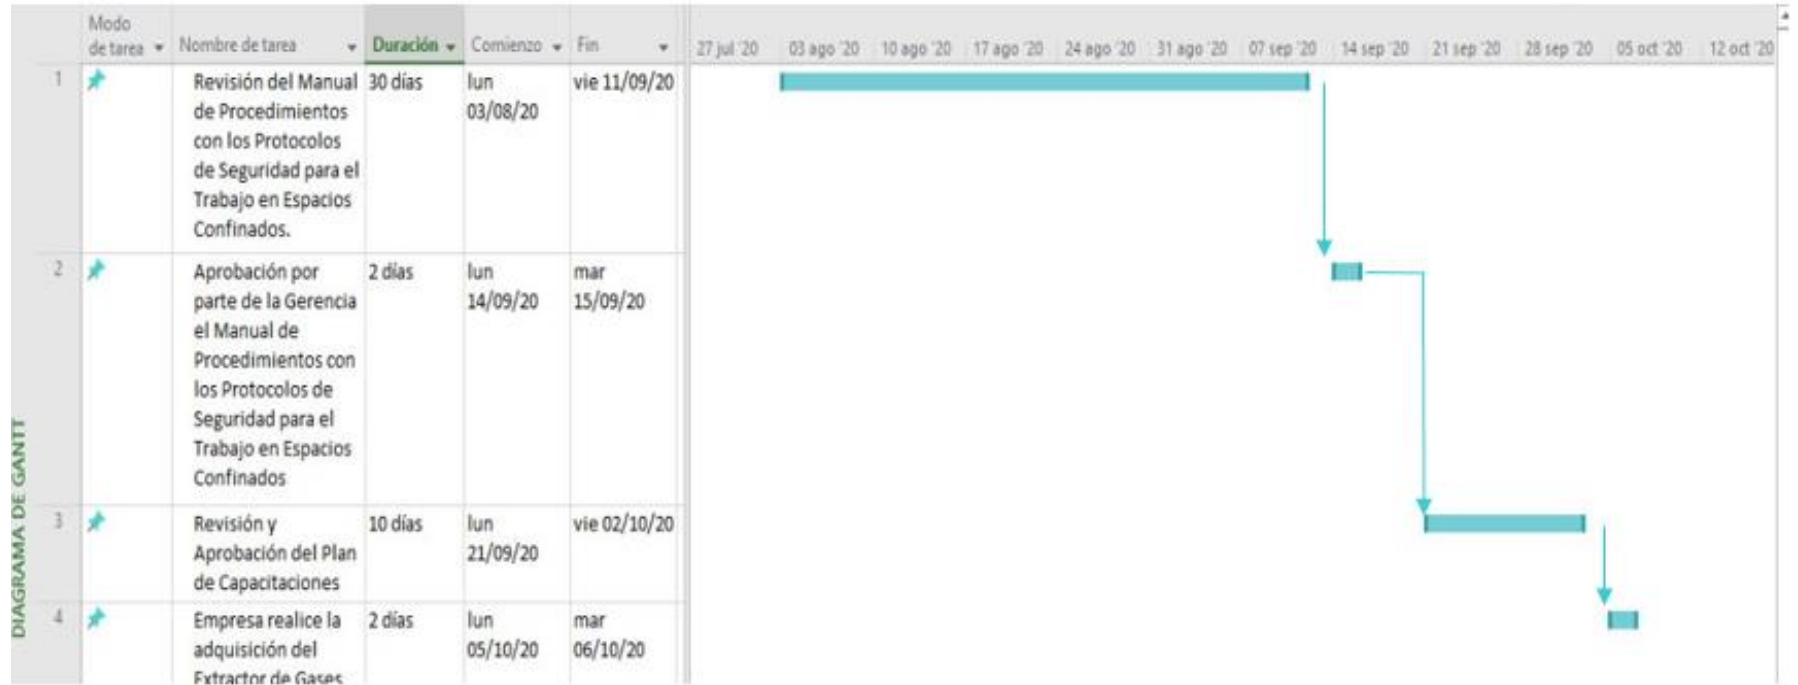 Modo
de tarea
Nombre de tarea
Duración
Comienzo
Fin
27 jul '20
03 ago '20
10 ago '20
17 ago '20
24 ago '20
31 ago '20
07 sep '20
14 sep '20
21 sep '20
28 sep '20
05 oct '20
12 oct '20
1
Revisión del Manual
de Procedimientos
con los Protocolos
de Seguridad para el
Trabajo en Espacios
Confinados.
30 días
lun
03/08/20
vie 11/09/20
2
Aprobación por
parte de la Gerencia
el Manual de
Procedimientos con
los Protocolos de
Seguridad para el
Trabajo en Espacios
Confinados
2 días
lun
14/09/20
mar
15/09/20
3
Revisión y
Aprobación del Plan
de Capacitaciones
10 días
lun
21/09/20
vie 02/10/20
4
Empresa realice la
adquisición del
Extractor de Gases
2 días
lun
05/10/20
mar
06/10/20
DIAGRAMA DE GANTT